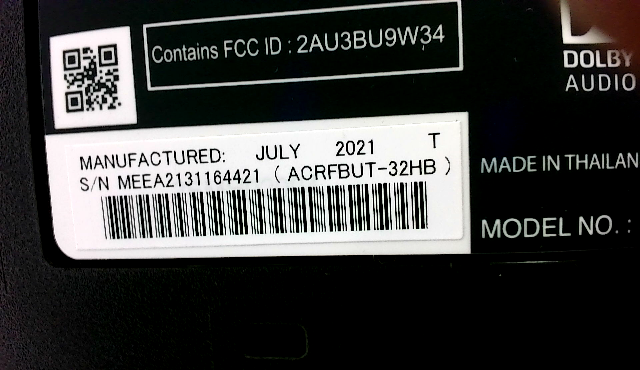 Contains FCC ID : 2AU3BU9W34
DOLBY
AUDIO
MANUFACTURED: JULY 2021 T
S/N MEEA2131164421 ( ACRFBUT-32HB )
MADE IN THAILAN
MODEL NO. :